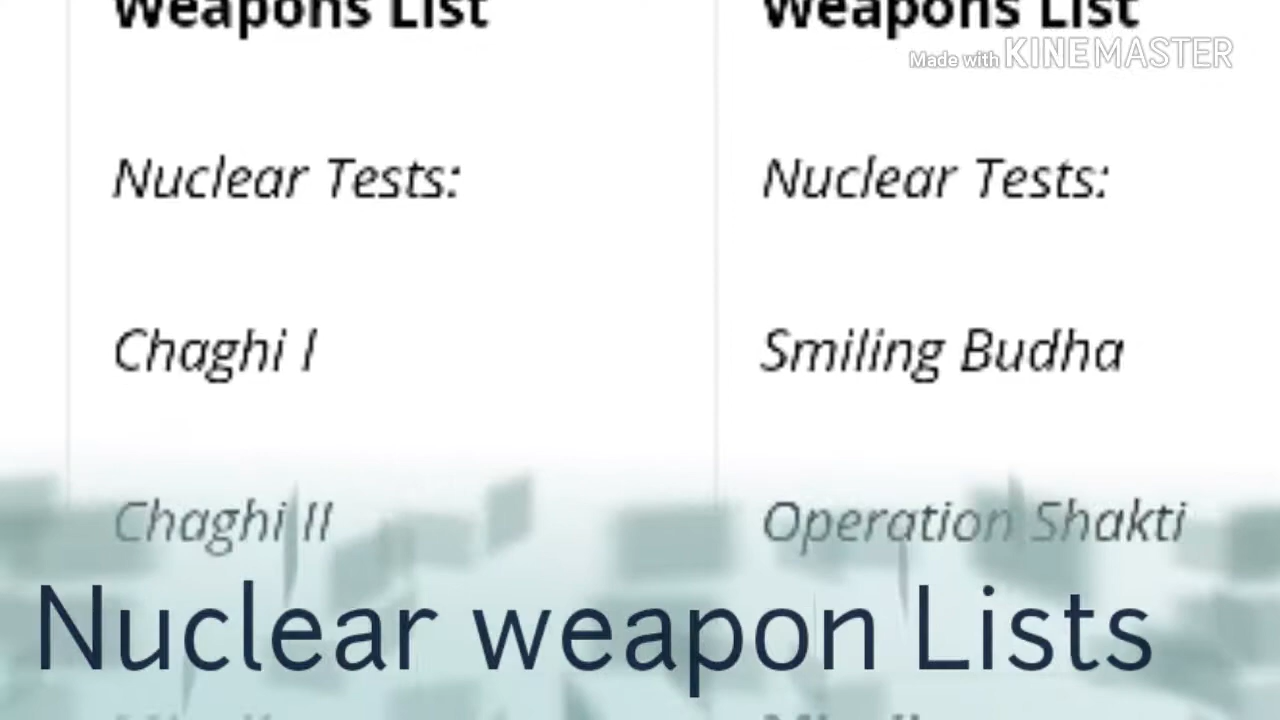 Weapons List Weapons List
Made with KINEMASTER
Nuclear Tests: Nuclear Tests:
Chaghi I Smiling Budha
Chaghi II Operation Shakti
Nuclear weapon Lists